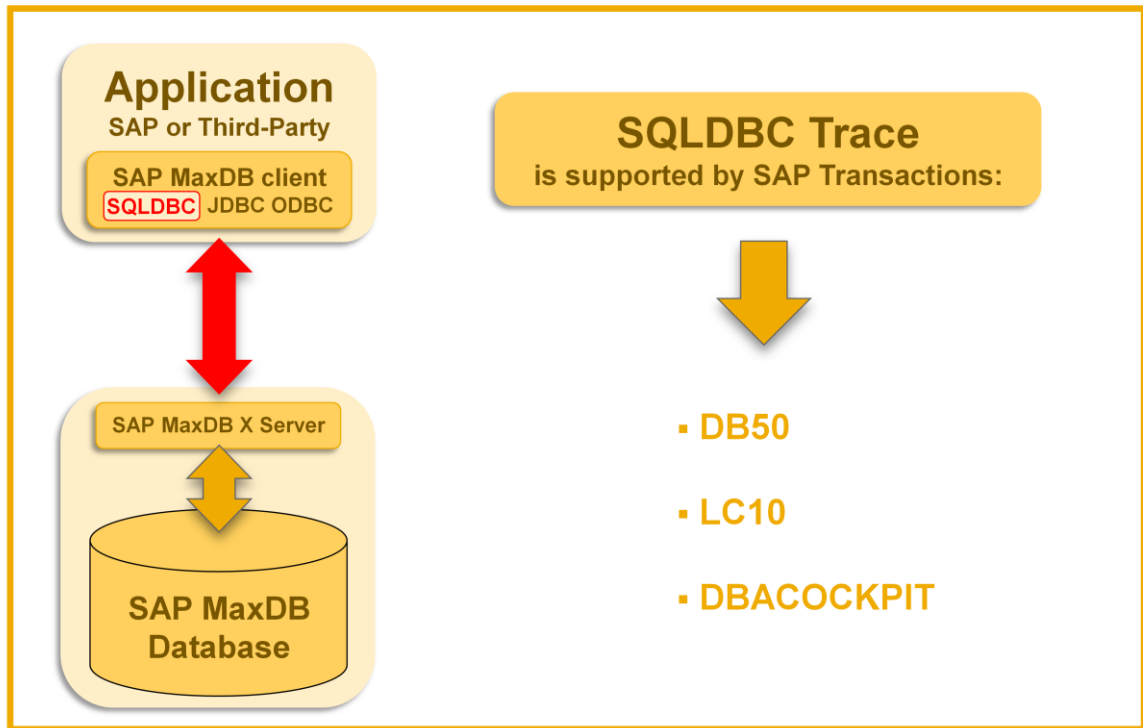 Application
SAP or Third-Party
SAP MaxDB client
SQLDBC JDBC ODBC
SAP MaxDB X Server
SAP MaxDB
Database
SQLDBC Trace
is supported by SAP Transactions:
▪ DB50
▪ LC10
▪ DBACOCKPIT